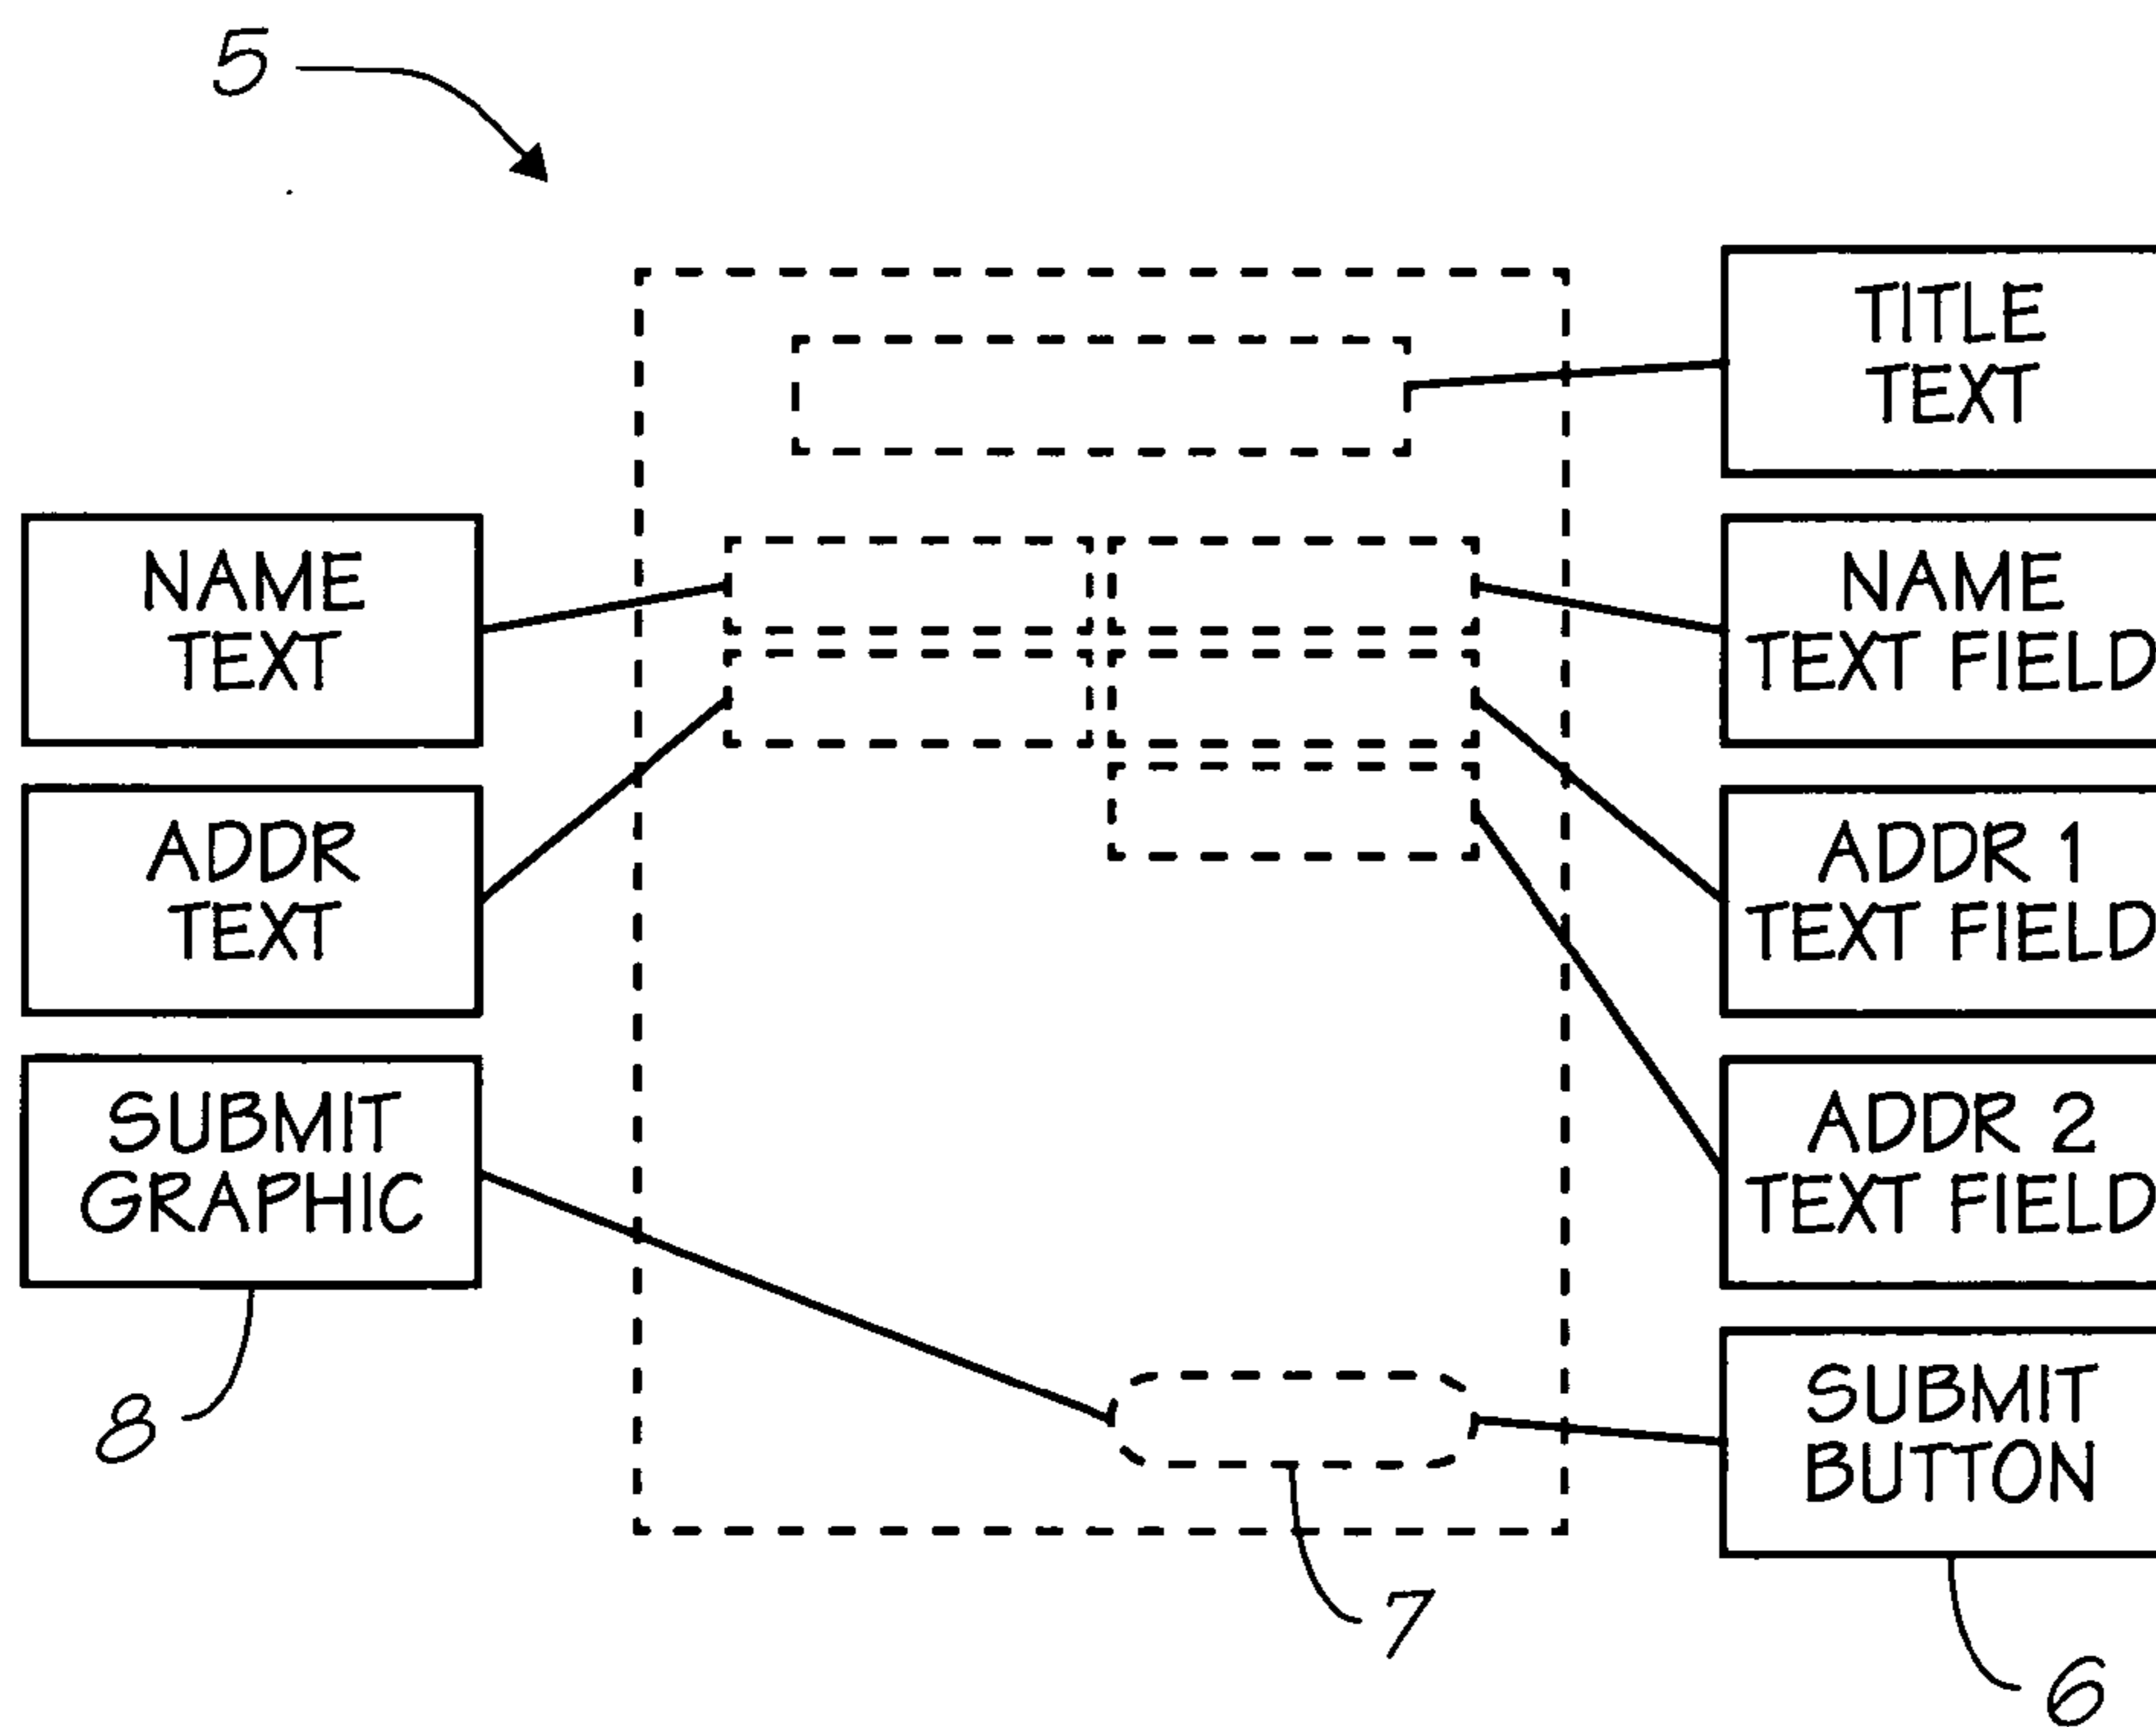 5
TITLE
TEXT
NAME
TEXT
NAME
TEXT FIELD
ADDR
TEXT
ADDR 1
TEXT FIELD
SUBMIT
GRAPHIC
ADDR 2
TEXT FIELD
SUBMIT
BUTTON
8
7
6